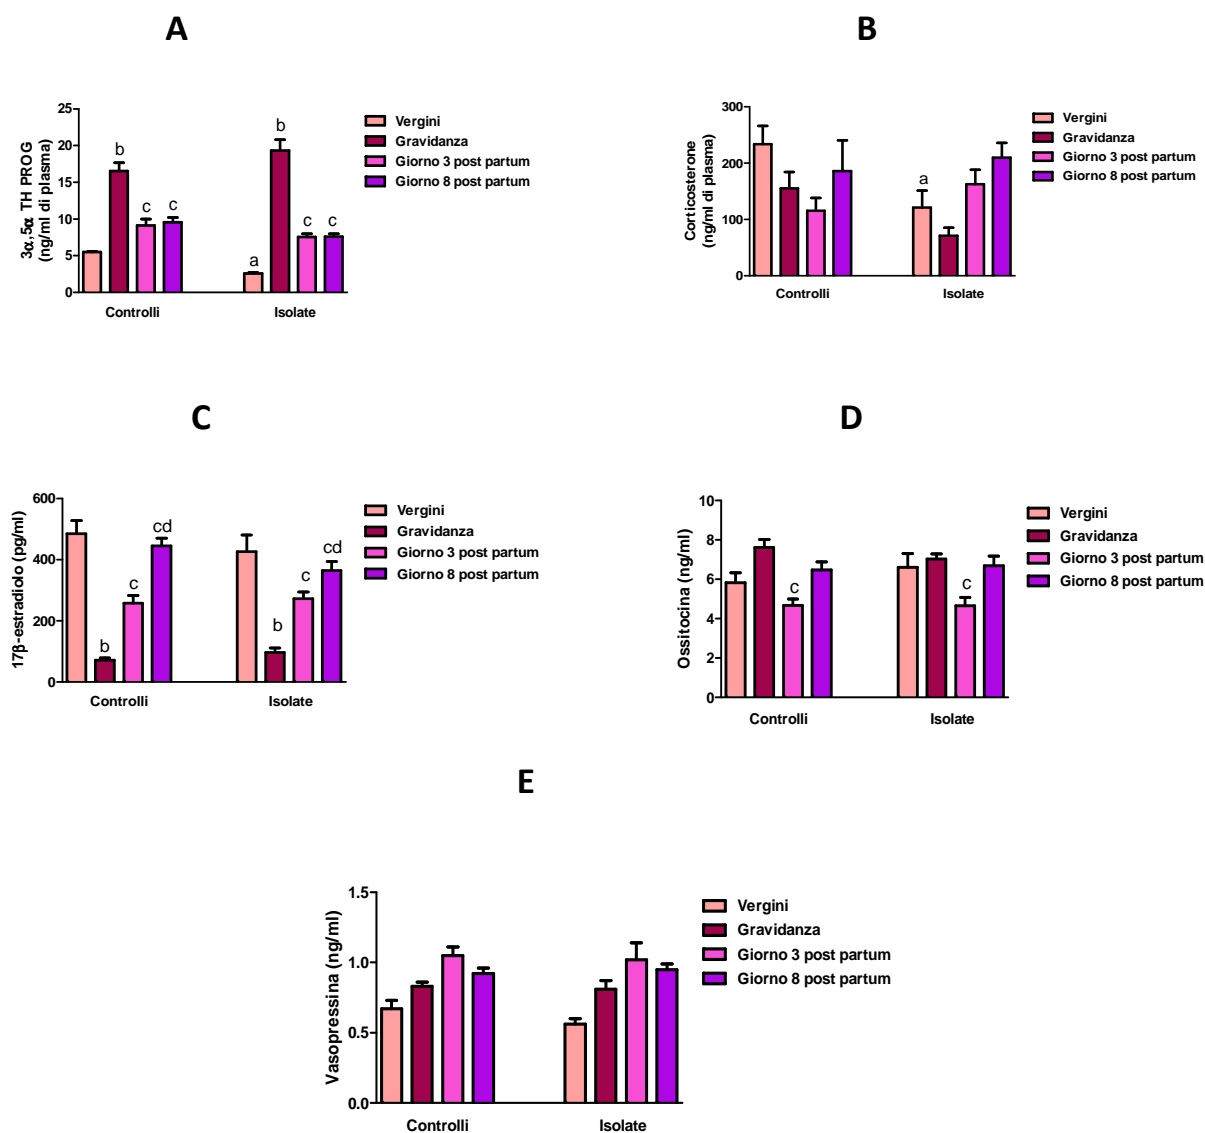 A
3α,5α TH PROG
(ng/ml di plasma)
25
20
15
10
5
0
b
c
c
a
b
c
c
Controlli
Isolate
Vergini
Gravidanza
Giorno 3 post partum
Giorno 8 post partum
B
Corticosterone
(ng/ml di plasma)
300
200
100
0
a
Controlli
Isolate
Vergini
Gravidanza
Giorno 3 post partum
Giorno 8 post partum
C
17β-estradiolo (pg/ml)
600
400
200
0
b
c
cd
b
c
cd
Controlli
Isolate
Vergini
Gravidanza
Giorno 3 post partum
Giorno 8 post partum
D
Ossitocina (ng/ml)
10
8
6
4
2
0
c
c
Controlli
Isolate
Vergini
Gravidanza
Giorno 3 post partum
Giorno 8 post partum
E
Vasopressina (ng/ml)
1.5
1.0
0.5
0.0
Controlli
Isolate
Vergini
Gravidanza
Giorno 3 post partum
Giorno 8 post partum